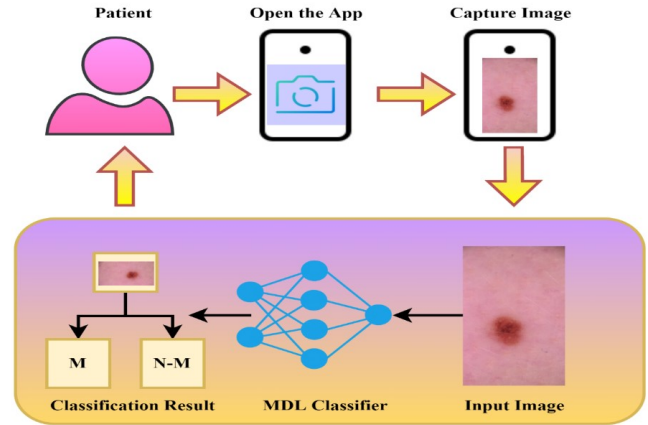 Patient
Open the App
Capture Image
M
N-M
Classification Result
MDL Classifier
Input Image